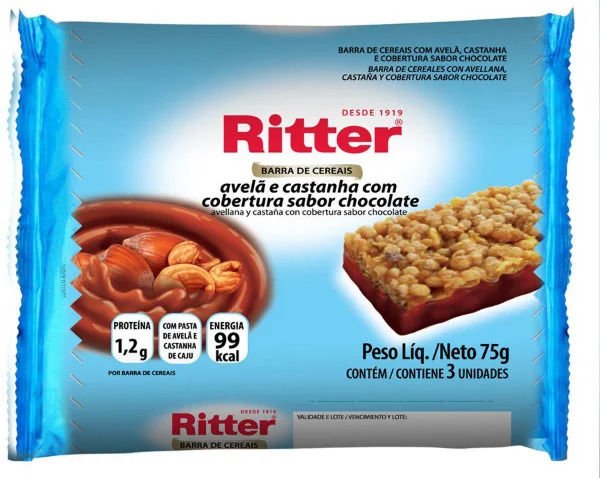 BARRA DE CEREAIS COM AVELÃ, CASTANHA
E COBERTURA SABOR CHOCOLATE
BARRA DE CEREALES CON AVELLANA,
CASTAÑA Y COBERTURA SABOR CHOCOLATE
DESDE 1919
Ritter®
BARRA DE CEREAIS
avelã e castanha com
cobertura sabor chocolate
avellana y castaña con cobertura sabor chocolate
PROTEÍNA
1,2g
COM PASTA
DE AVELÃ E
CASTANHA
DE CAJU
ENERGIA
99
kcal
POR BARRA DE CEREAIS
Peso Líq./Neto 75g
CONTÉM / CONTIENE 3 UNIDADES
DESDE 1919
Ritter
BARRA DE CEREAIS
VALIDADE E LOTE / VENCIMIENTO Y LOTE: